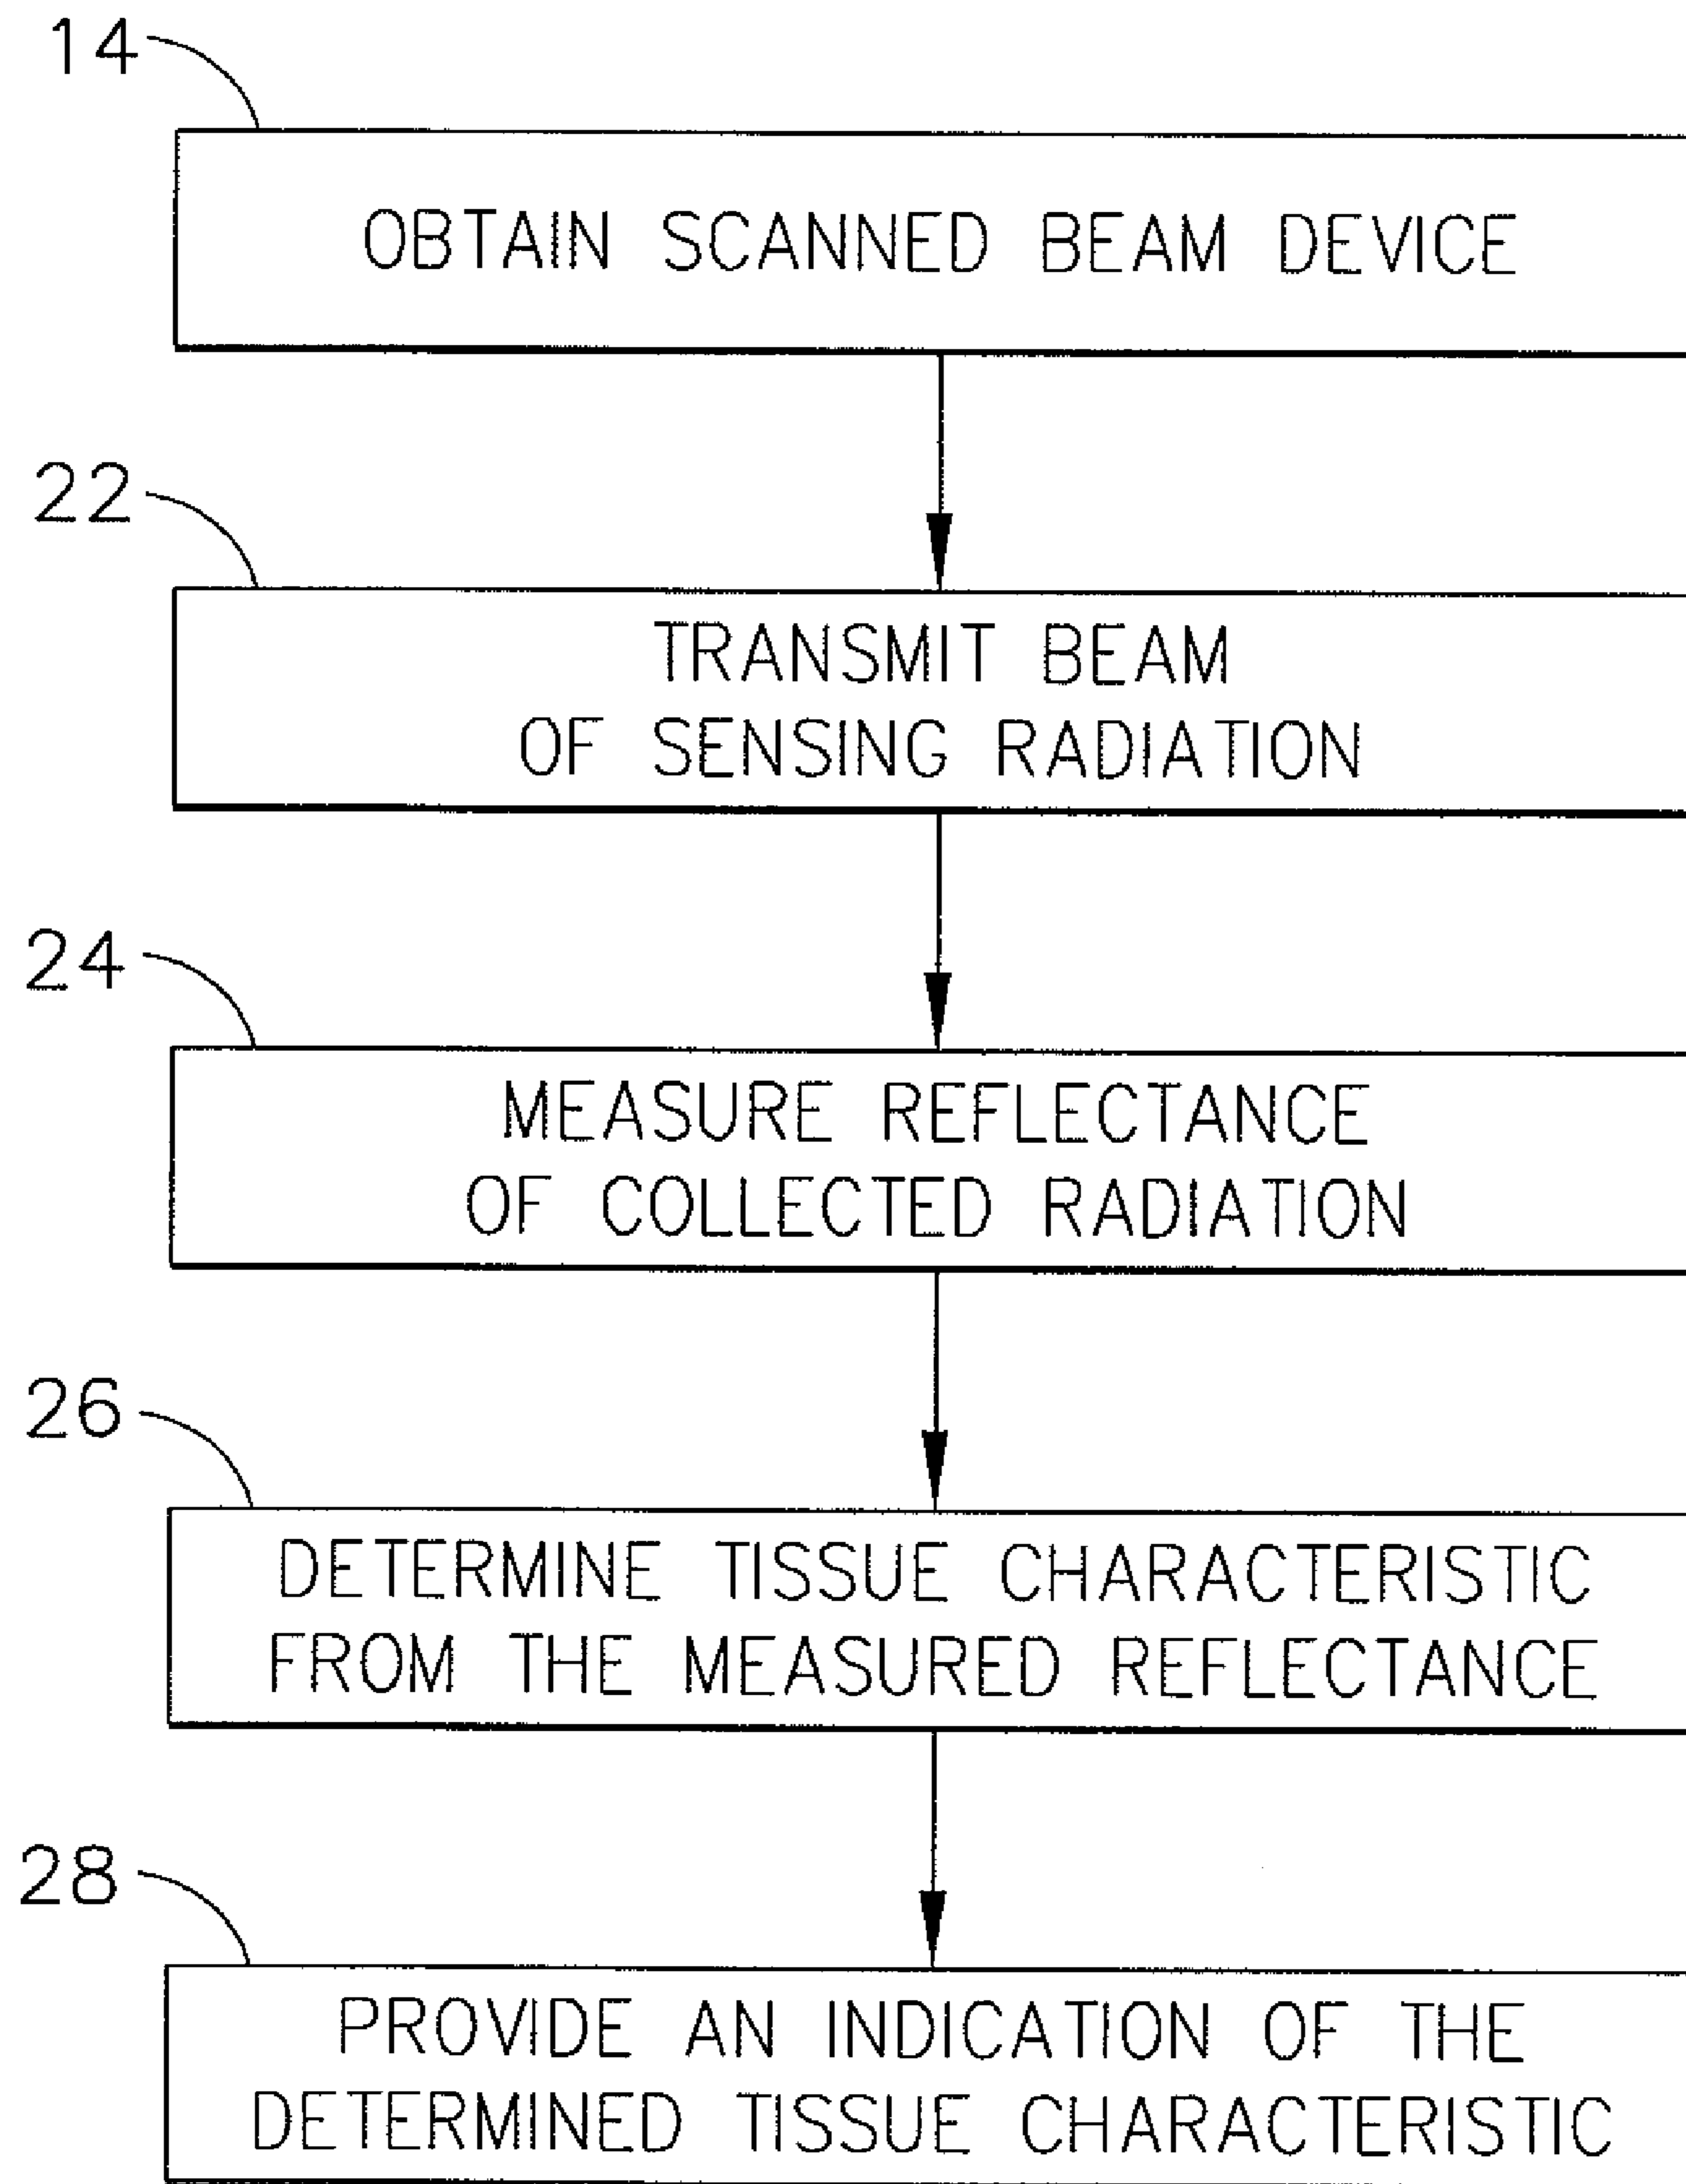 14
OBTAIN SCANNED BEAM DEVICE
22
TRANSMIT BEAM
OF SENSING RADIATION
24
MEASURE REFLECTANCE
OF COLLECTED RADIATION
26
DETERMINE TISSUE CHARACTERISTIC
FROM THE MEASURED REFLECTANCE
28
PROVIDE AN INDICATION OF THE
DETERMINED TISSUE CHARACTERISTIC